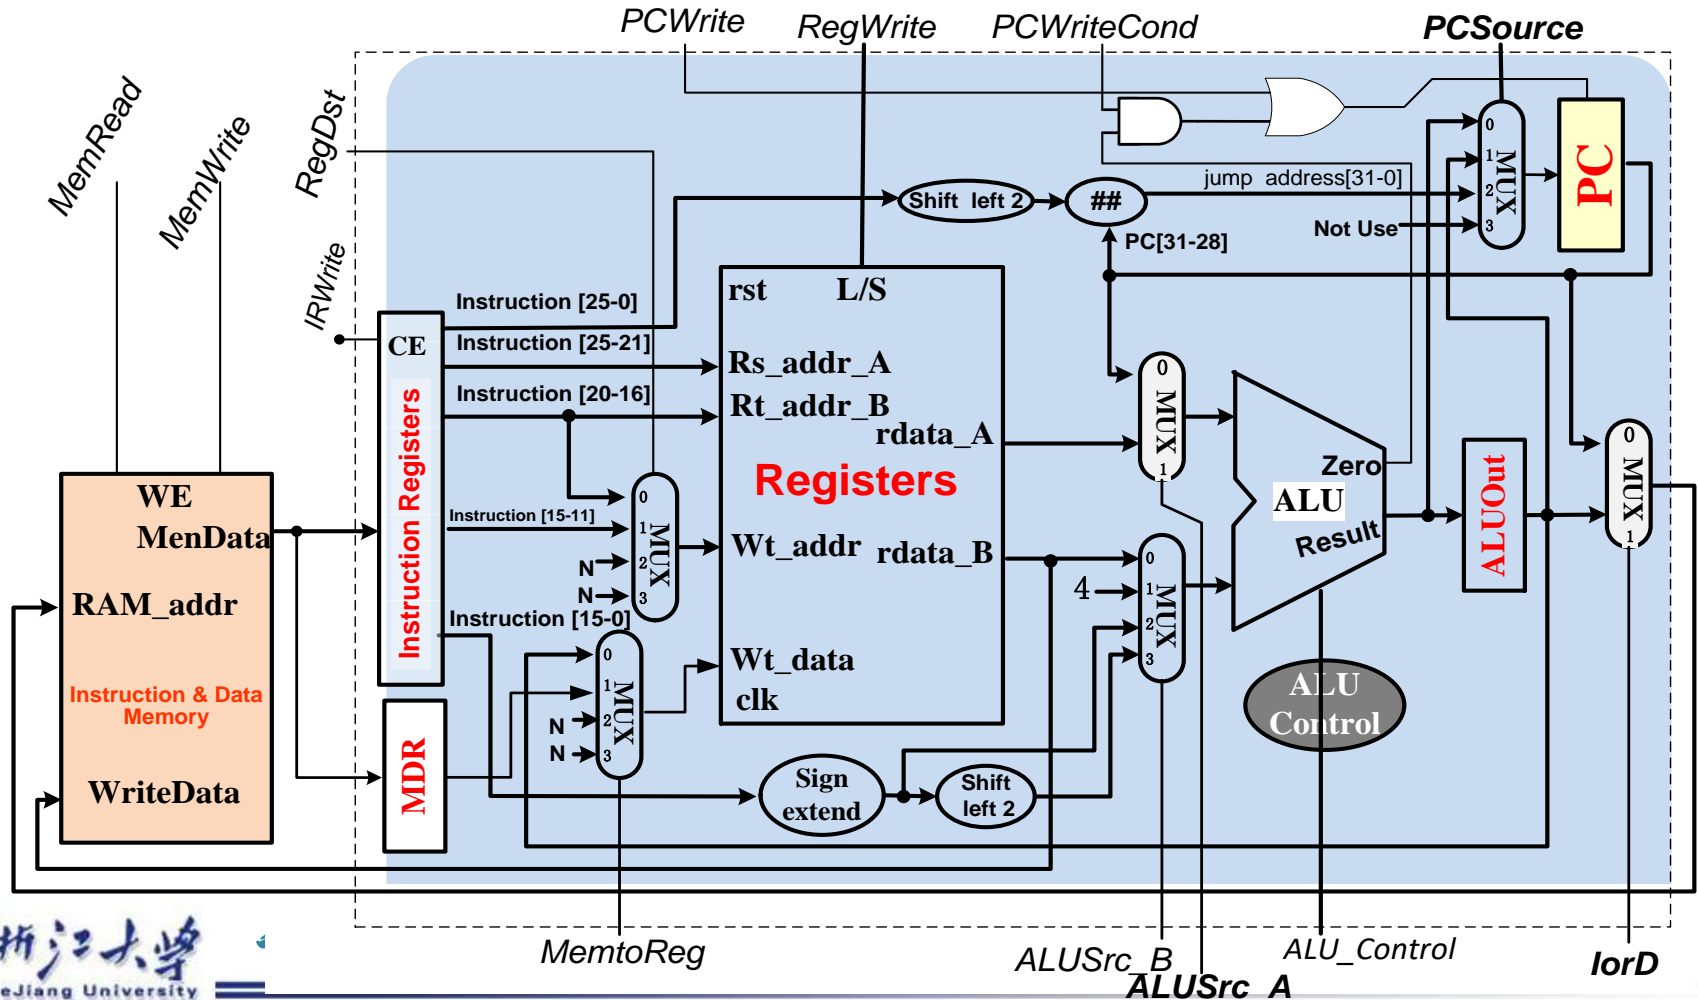 PCWrite
RegWrite
PCWriteCond
PCSource
MemRead
MemWrite
RegDst
IRWrite
0
1
2
3
MUX
PC
jump address[31-0]
Shift left 2
##
Not Use
PC[31-28]
rst
L/S
Instruction [25-0]
CE
Instruction [25-21]
Rs_addr_A
Instruction [20-16]
Rt_addr_B
rdata_A
Instruction Registers
Registers
0
MUX
1
Zero
ALU
Result
ALUOut
0
MUX
1
WE
MenData
RAM_addr
Instruction & Data
Memory
WriteData
0
Instruction [15-11]
1
N
2
N
3
MUX
Wt_addr
rdata_B
0
4
1
2
3
MUX
Instruction [15-0]
0
1
N
2
N
3
MUX
Wt_data
clk
ALU
Control
MDR
Sign
extend
Shift
left 2
MemtoReg
ALUSrc_B
ALUSrc_A
ALU_Control
IorD
浙江大学
eJiang University